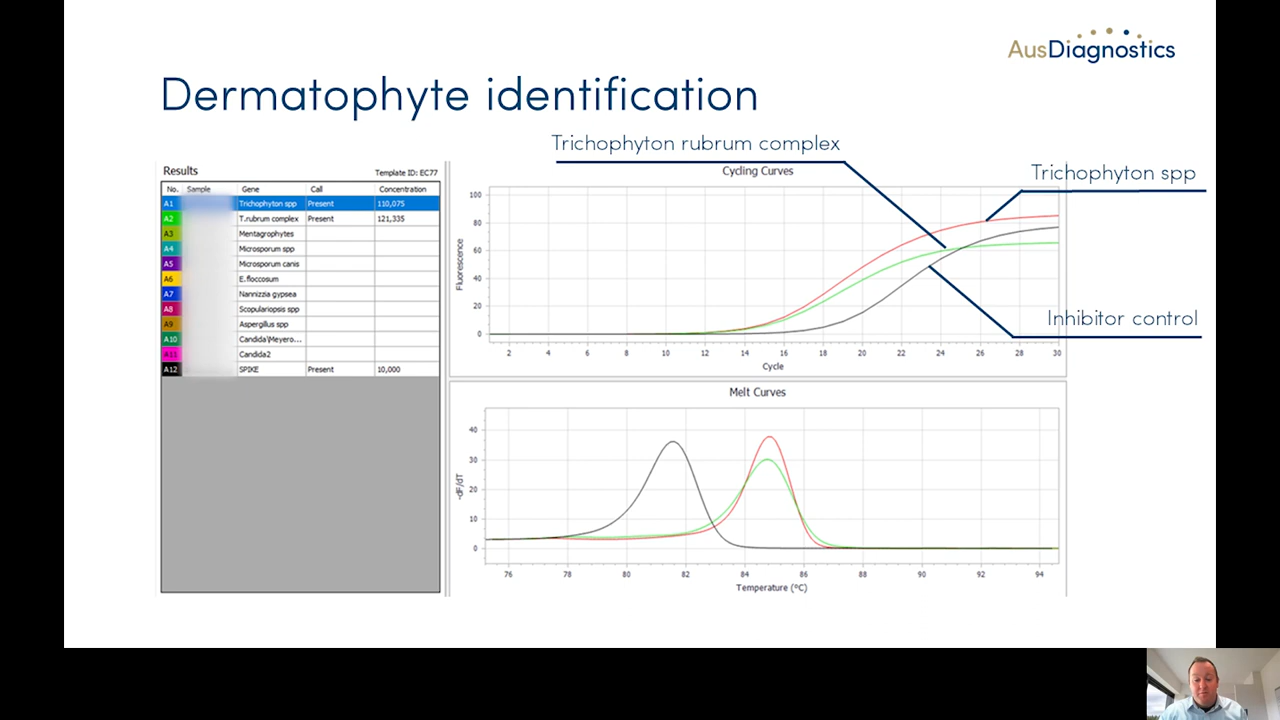 AusDiagnostics
Dermatophyte identification
Trichophyton rubrum complex
Trichophyton spp
Inhibitor control
Results
Template ID: EC77
No. Sample Gene Call Concentration
A1 Trichophyton spp Present 110,075
A2 T.rubrum complex Present 121,335
A3 Mentagrophytes
A4 Microsporum spp
A5 Microsporum canis
A6 E.floccosum
A7 Nannizzia gypsea
A8 Scopulariopsis spp
A9 Aspergillus spp
A10 Candida\Meyero...
A11 Candida2
A12 SPIKE Present 10,000
Cycling Curves
Fluorescence
100
80
60
40
20
0
2 4 6 8 10 12 14 16 18 20 22 24 26 28 30
Cycle
Melt Curves
-dF/dT
40
30
20
10
0
76 78 80 82 84 86 88 90 92 94
Temperature (ºC)